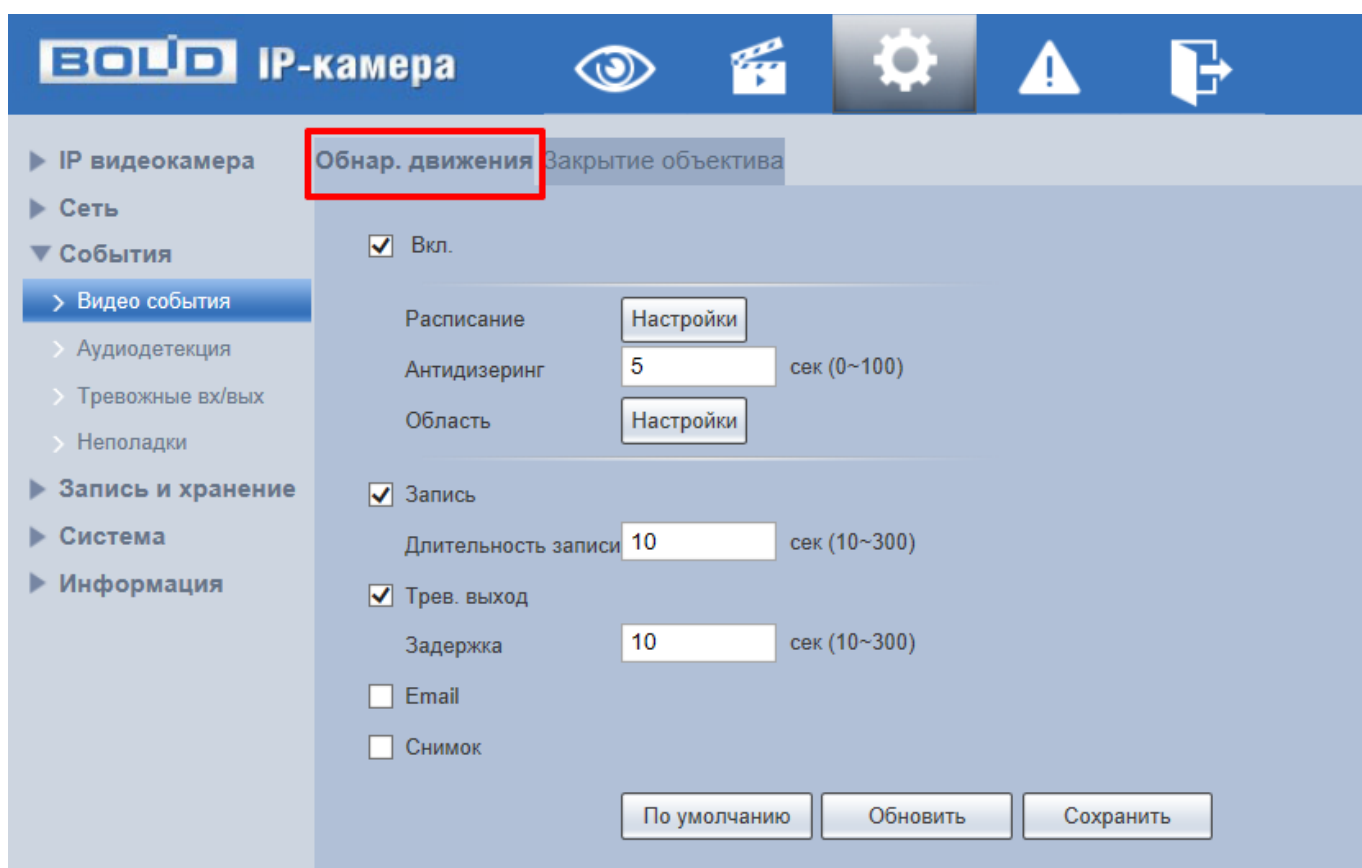 BOLID IP-камера
IP видеокамера
Сеть
События
Видео события
Аудиодетекция
Тревожные вх/вых
Неполадки
Запись и хранение
Система
Информация
Обнар. движения Закрытие объектива
Вкл.
Расписание Настройки
Антидизеринг 5 сек (0~100)
Область Настройки
Запись
Длительность записи 10 сек (10~300)
Трев. выход
Задержка 10 сек (10~300)
Email
Снимок
По умолчанию Обновить Сохранить